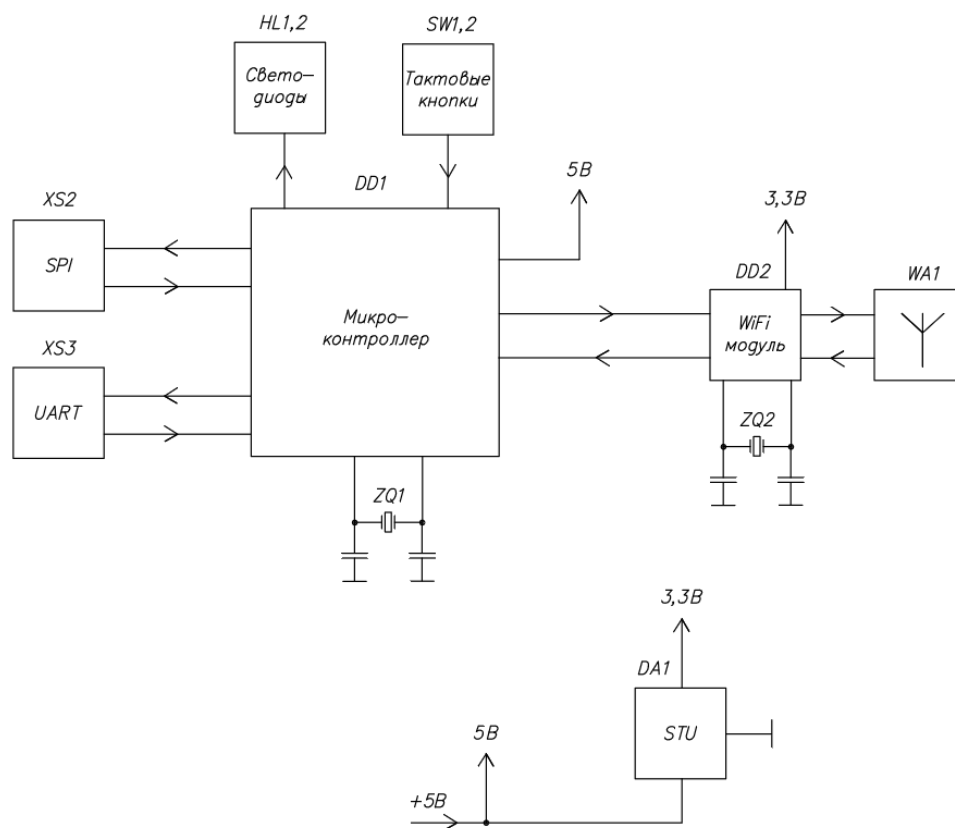 HL1,2
SW1,2
Свето–
диоды
Тактовые
кнопки
5В
DD1
XS2
3,3В
SPI
DD2
WA1
Микро–
контроллер
WiFi
модуль
XS3
UART
ZQ2
ZQ1
3,3В
DA1
STU
5В
+5В